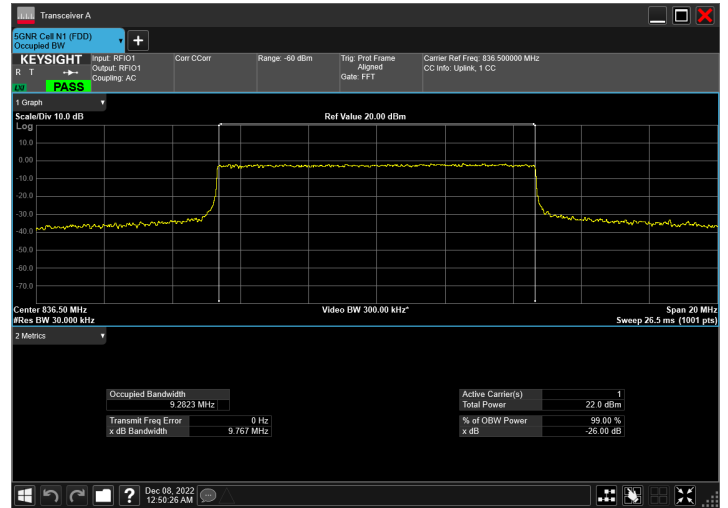 Transceiver A
5GNR Cell N1 (FDD)
Occupied BW
KEYSIGHT
R T
LXI
PASS
Input: RFIO1
Output: RFIO1
Coupling: AC
Corr CCorr
Range: -60 dBm
Trig: Prot Frame
Aligned
Gate: FFT
Carrier Ref Freq: 836.500000 MHz
CC Info: Uplink, 1 CC
1 Graph
Scale/Div 10.0 dB
Ref Value 20.00 dBm
Log
10.0
0.00
-10.0
-20.0
-30.0
-40.0
-50.0
-60.0
-70.0
Center 836.50 MHz
Video BW 300.00 kHz*
Span 20 MHz
#Res BW 30.000 kHz
Sweep 26.5 ms (1001 pts)
2 Metrics
Occupied Bandwidth
9.2823 MHz
Active Carrier(s) 1
Total Power 22.0 dBm
Transmit Freq Error 0 Hz
x dB Bandwidth 9.767 MHz
% of OBW Power 99.00 %
x dB -26.00 dB
?
Dec 08, 2022
12:50:26 AM